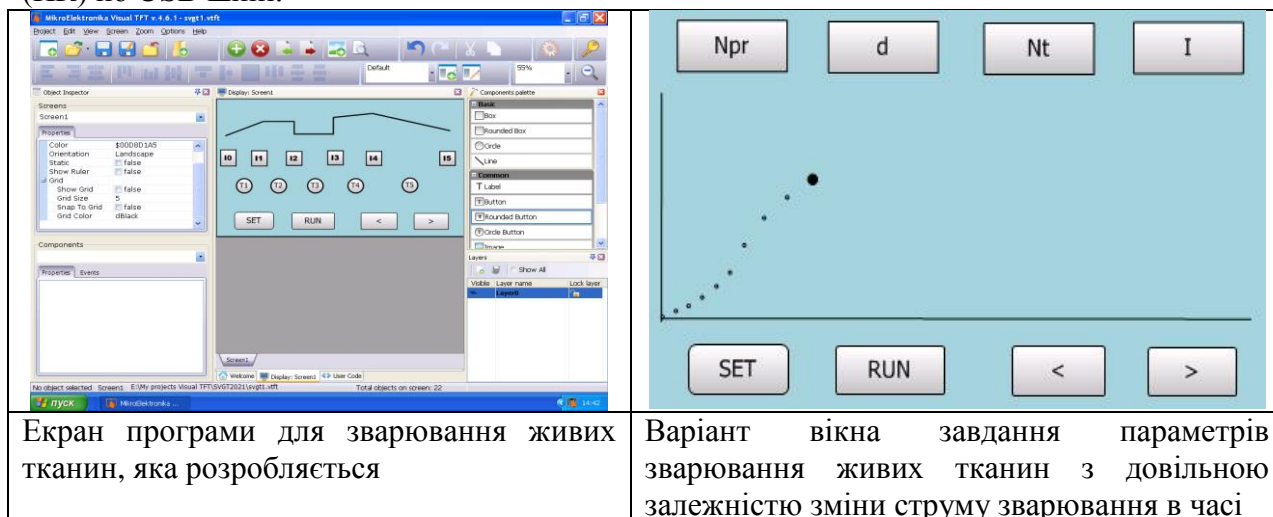 (ПК) по USB шині.
MikroElektronika Visual TFT v.4.6.1 - svgt1.vtft
Project Edit View Screen Zoom Options Help
Default
55%
Object Inspector
Display: Screen1
Components palette
Screens
Screen1
Properties
Color $00D8D1A5
Orientation Landscape
Static false
Show Ruler false
Grid
Show Grid false
Grid Size 5
Snap To Grid false
Grid Color clBlack
Components
Properties Events
I0 I1 I2 I3 I4 I5
T1 T2 T3 T4 T5
SET RUN < >
Basic
Box
Rounded Box
Circle
Line
Common
Label
Button
Rounded Button
Circle Button
Image
Layers
Show All
Visible Layer name Lock layer
Layer0
Screen1
Welcome Display: Screen1 User Code
No object selected Screen1 E:\My projects Visual TFT\SVGT2021\svgt1.vtft Total objects on screen: 22
пуск MikroElektronika ... 14:42
Npr d Nt I
SET RUN < >
Екран програми для зварювання живих
тканин, яка розробляється
Варіант вікна завдання параметрів
зварювання живих тканин з довільною
залежністю зміни струму зварювання в часі